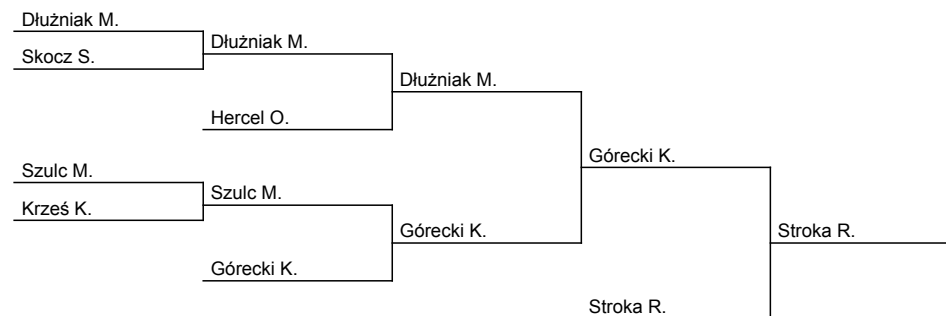 Dłużniak M.
Skocz S.
Dłużniak M.
Dłużniak M.
Hercel O.
Szulc M.
Krześ K.
Szulc M.
Górecki K.
Górecki K.
Górecki K.
Stroka R.
Stroka R.